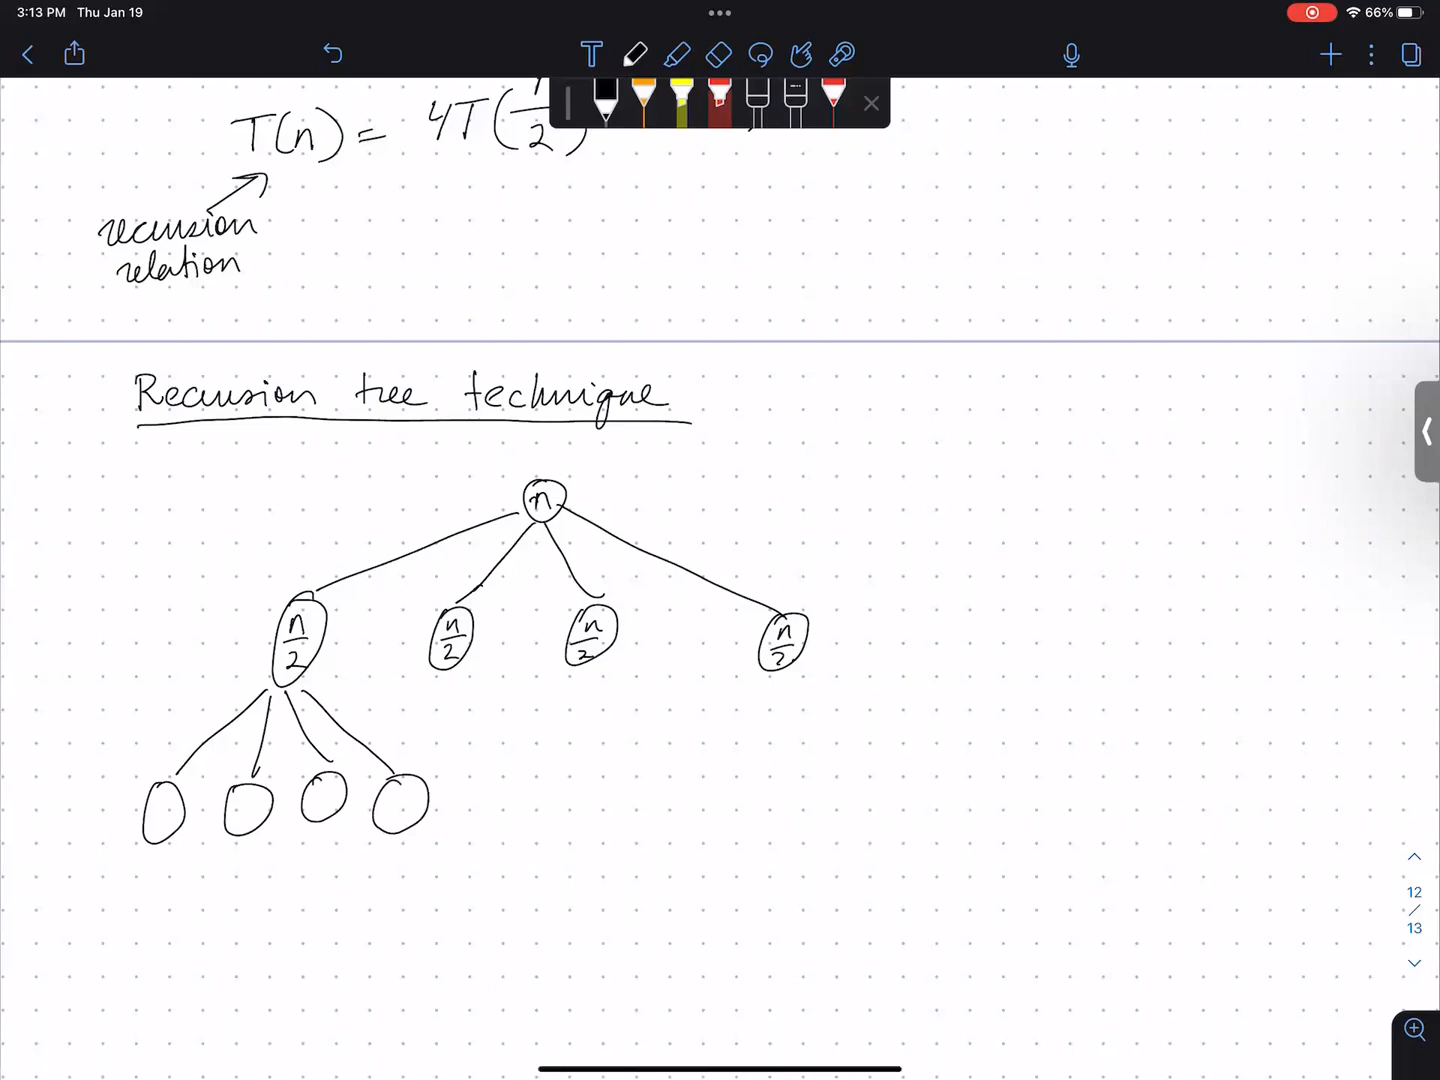 3:13 PM Thu Jan 19
66%
T
T(n) = 4T(n/2)
recursion
relation
Recursion tree technique
n
n/2 n/2 n/2 n/2
12
/
13